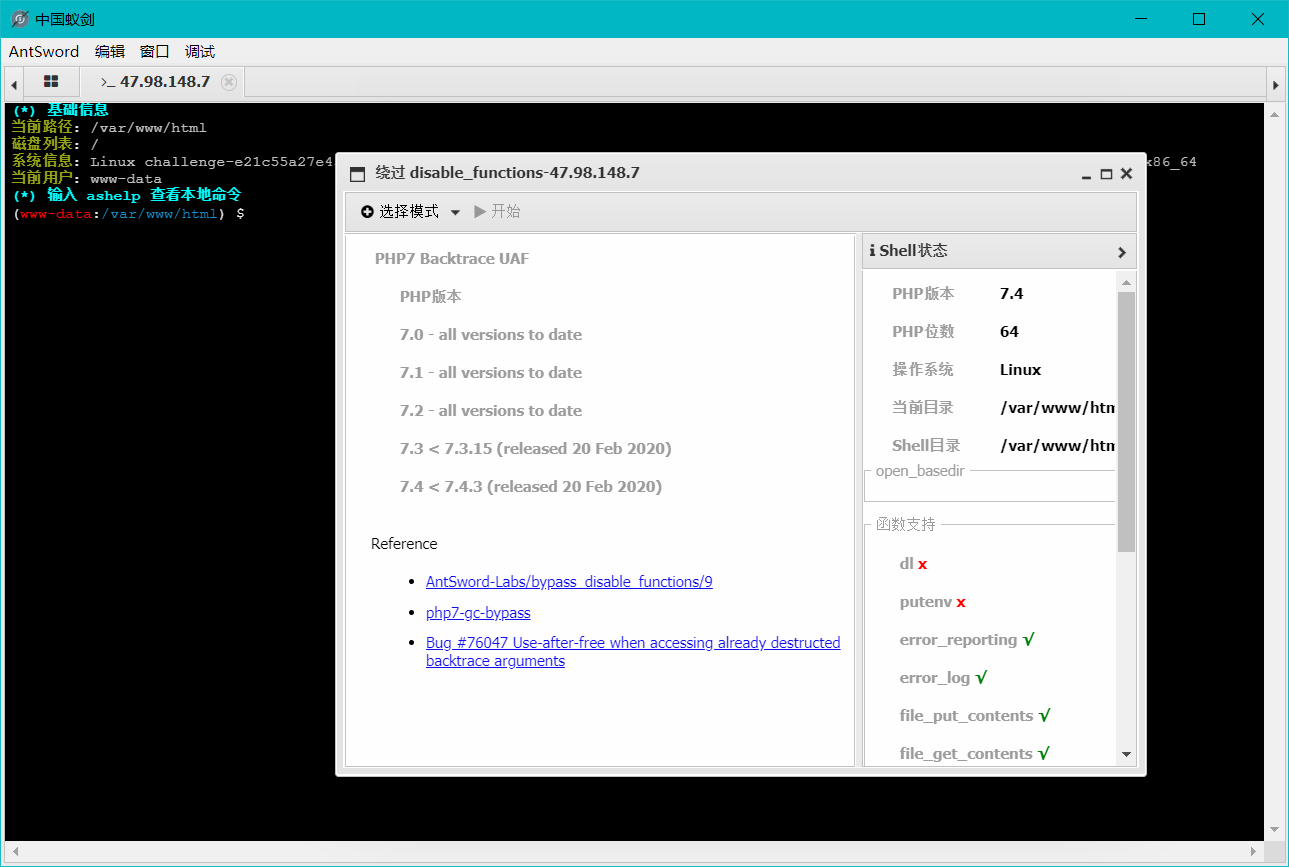 中国蚁剑
AntSword 编辑 窗口 调试
>_ 47.98.148.7
(*) 基础信息
当前路径: /var/www/html
磁盘列表: /
系统信息: Linux challenge-e21c55a27e4
x86_64
当前用户: www-data
(*) 输入 ashelp 查看本地命令
(www-data:/var/www/html) $
绕过 disable_functions-47.98.148.7
选择模式 开始
PHP7 Backtrace UAF
PHP版本
7.0 - all versions to date
7.1 - all versions to date
7.2 - all versions to date
7.3 < 7.3.15 (released 20 Feb 2020)
7.4 < 7.4.3 (released 20 Feb 2020)
Reference
AntSword-Labs/bypass_disable_functions/9
php7-gc-bypass
Bug #76047 Use-after-free when accessing already destructed
backtrace arguments
Shell状态
PHP版本 7.4
PHP位数 64
操作系统 Linux
当前目录 /var/www/htm
Shell目录 /var/www/htm
open_basedir
函数支持
dl x
putenv x
error_reporting √
error_log √
file_put_contents √
file_get_contents √